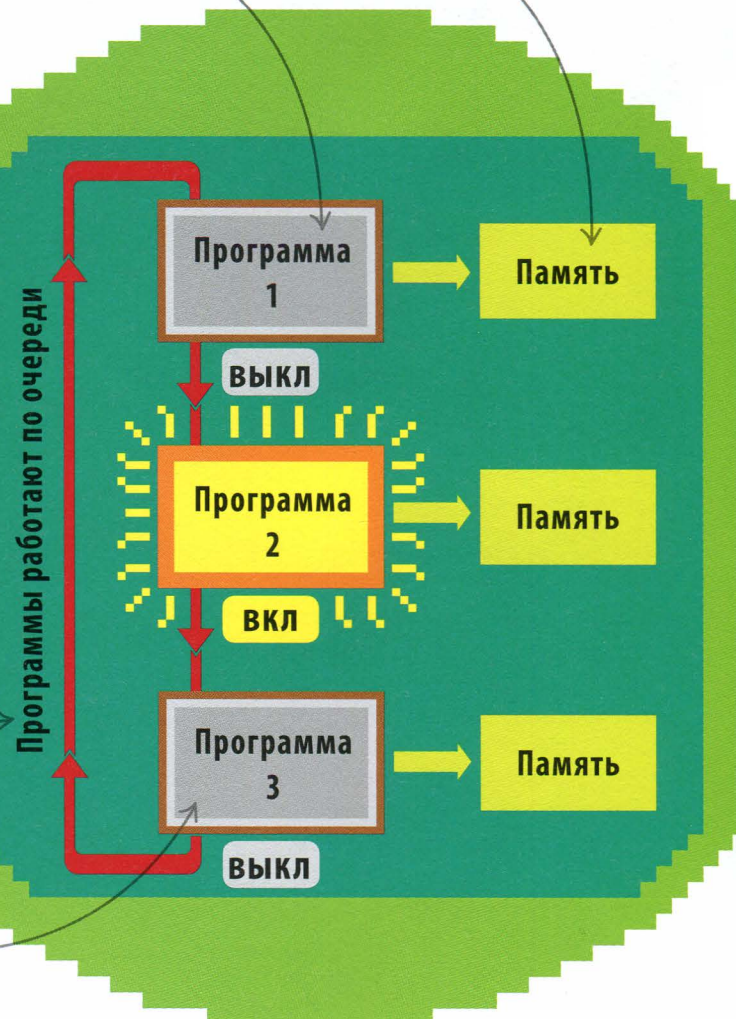 Программы работают по очереди
Программа
1
Память
ВЫКЛ
Программа
2
Память
ВКЛ
Программа
3
Память
ВЫКЛ